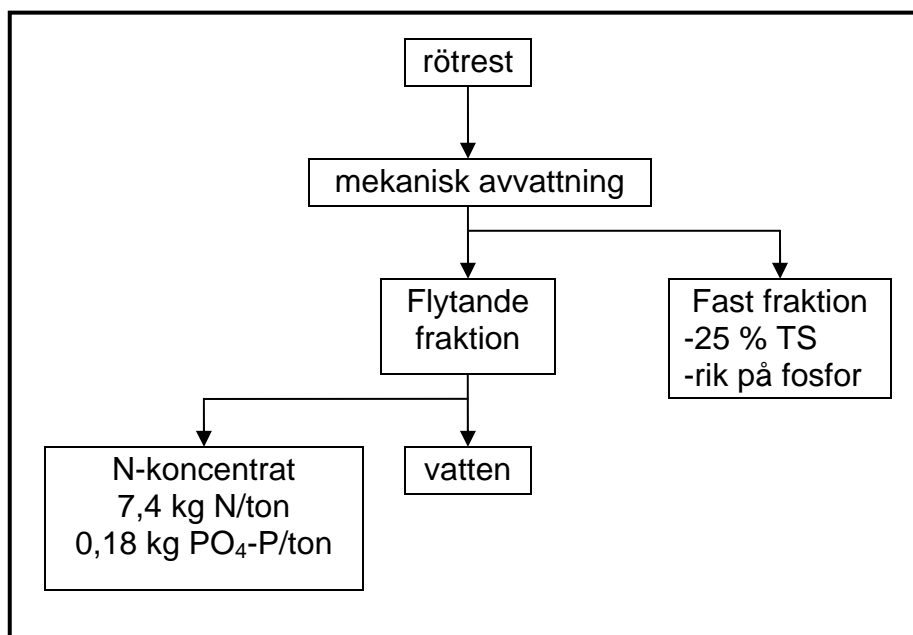 rötrest
mekanisk avvattning
Flytande
fraktion
Fast fraktion
-25 % TS
-rik på fosfor
N-koncentrat
7,4 kg N/ton
0,18 kg PO₄-P/ton
vatten